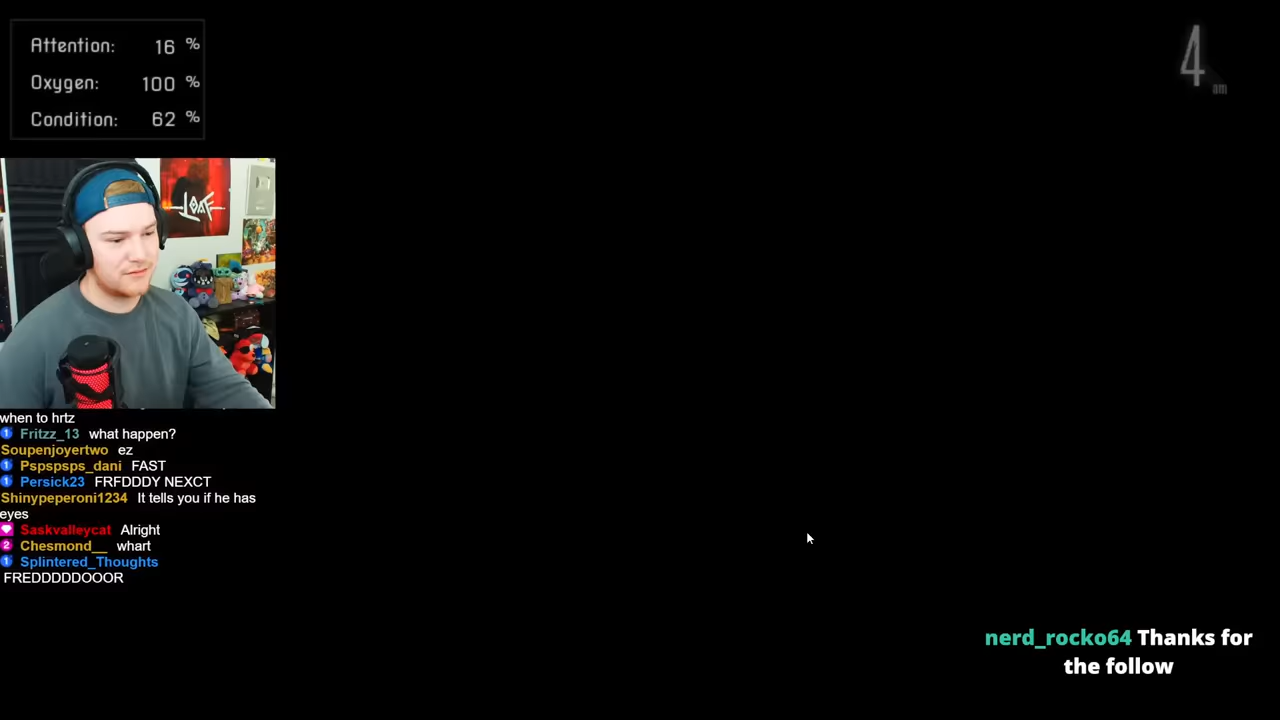 Attention: 16 %
Oxygen: 100 %
Condition: 62 %
4 am
LOAF
when to hrtz
Fritzz_13 what happen?
Soupenjoyertwo ez
Pspspsps_dani FAST
Persick23 FRFDDDY NEXCT
Shinypeperoni1234 It tells you if he has
eyes
Saskvalleycat Alright
Chesmond__ whart
Splintered_Thoughts
FREDDDDDOOOR
nerd_rocko64 Thanks for
the follow